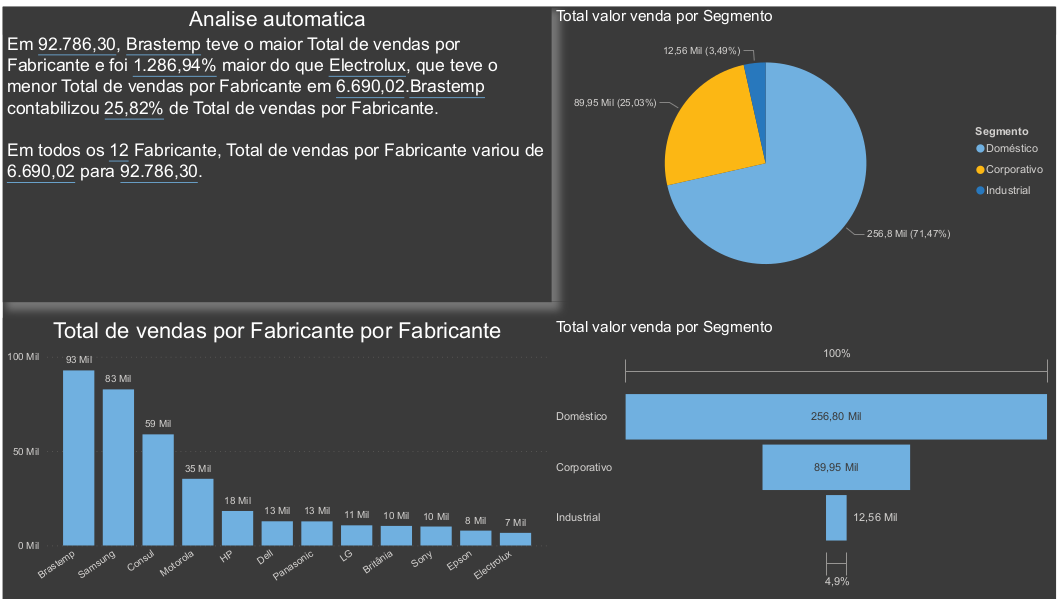 Analise automatica
Em 92.786,30, Brastemp teve o maior Total de vendas por
Fabricante e foi 1.286,94% maior do que Electrolux, que teve o
menor Total de vendas por Fabricante em 6.690,02.Brastemp
contabilizou 25,82% de Total de vendas por Fabricante.
Em todos os 12 Fabricante, Total de vendas por Fabricante variou de
6.690,02 para 92.786,30.
Total valor venda por Segmento
12,56 Mil (3,49%)
89,95 Mil (25,03%)
256,8 Mil (71,47%)
Segmento
Doméstico
Corporativo
Industrial
Total de vendas por Fabricante por Fabricante
100 Mil
50 Mil
0 Mil
93 Mil
83 Mil
59 Mil
35 Mil
18 Mil
13 Mil
13 Mil
11 Mil
10 Mil
10 Mil
8 Mil
7 Mil
Brastemp
Samsung
Consul
Motorola
HP
Dell
Panasonic
LG
Britânia
Sony
Epson
Electrolux
Total valor venda por Segmento
100%
Doméstico
256,80 Mil
Corporativo
89,95 Mil
Industrial
12,56 Mil
4,9%